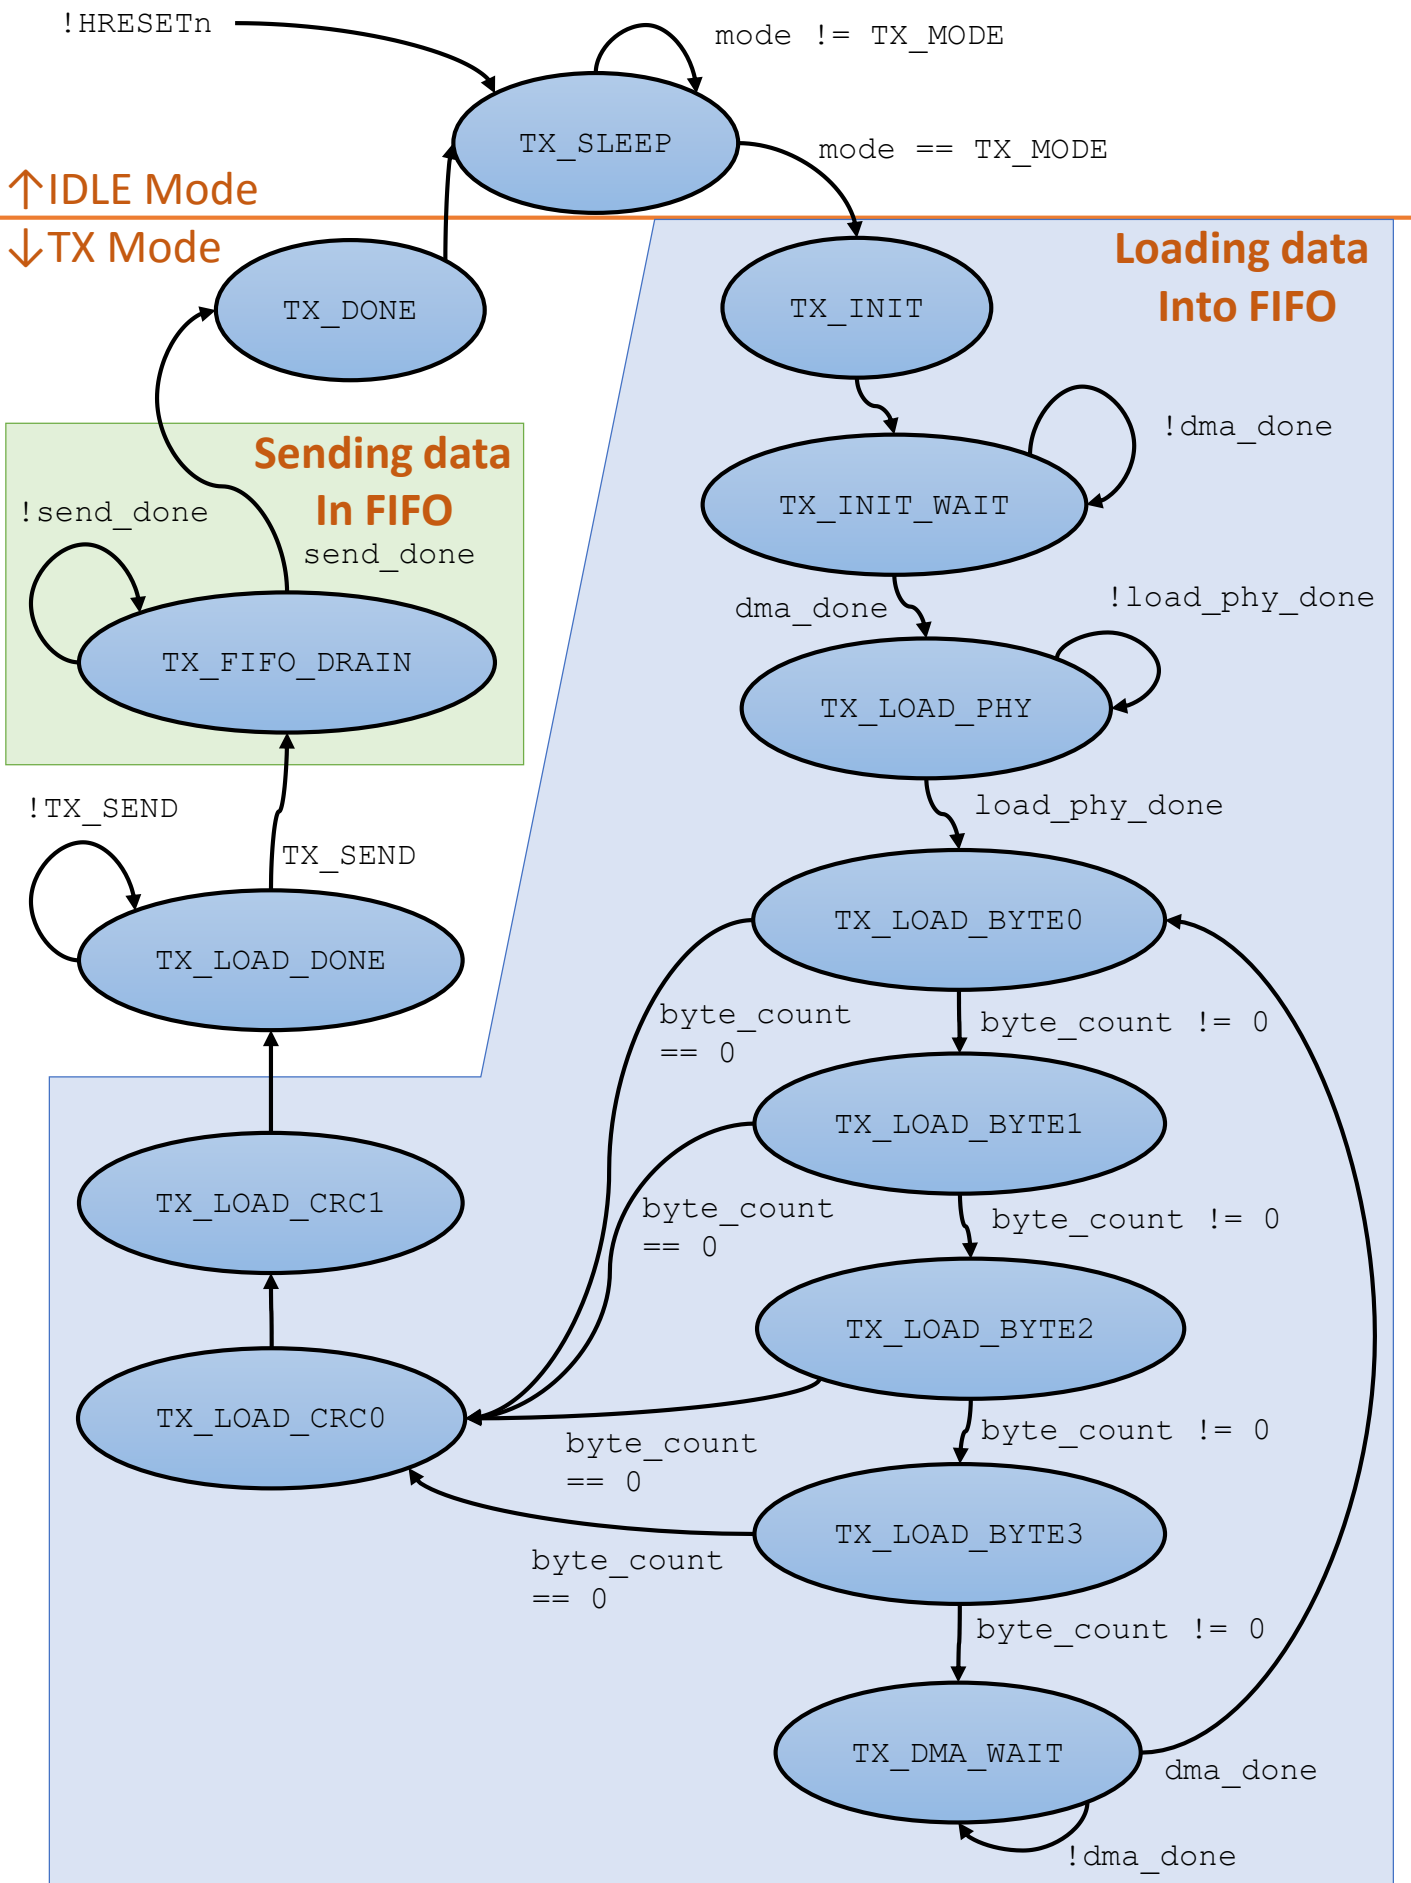 !HRESETn
mode != TX_MODE
TX_SLEEP
mode == TX_MODE
↑IDLE Mode
↓TX Mode
Loading data
Into FIFO
TX_DONE
TX_INIT
!dma_done
Sending data
In FIFO
!send_done
send_done
TX_INIT_WAIT
dma_done
!load_phy_done
TX_FIFO_DRAIN
TX_LOAD_PHY
!TX_SEND
TX_SEND
load_phy_done
TX_LOAD_DONE
TX_LOAD_BYTE0
byte_count
== 0
byte_count != 0
TX_LOAD_BYTE1
TX_LOAD_CRC1
byte_count
== 0
byte_count != 0
TX_LOAD_BYTE2
TX_LOAD_CRC0
byte_count
== 0
byte_count != 0
TX_LOAD_BYTE3
byte_count
== 0
byte_count != 0
TX_DMA_WAIT
dma_done
!dma_done